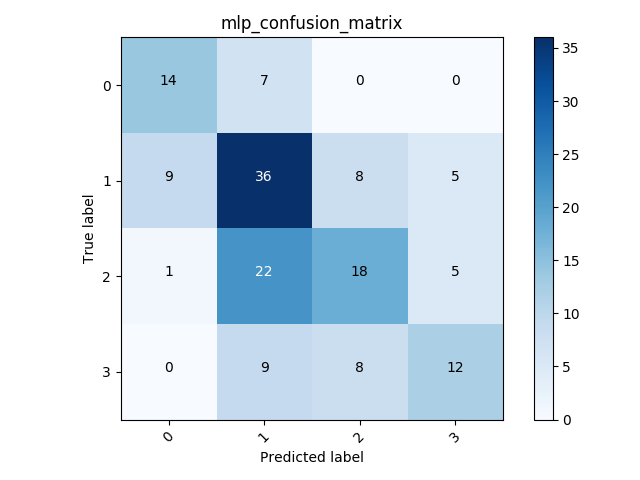 mlp_confusion_matrix
True label
0 14 7 0 0
1 9 36 8 5
2 1 22 18 5
3 0 9 8 12
0 1 2 3
Predicted label
35
30
25
20
15
10
5
0